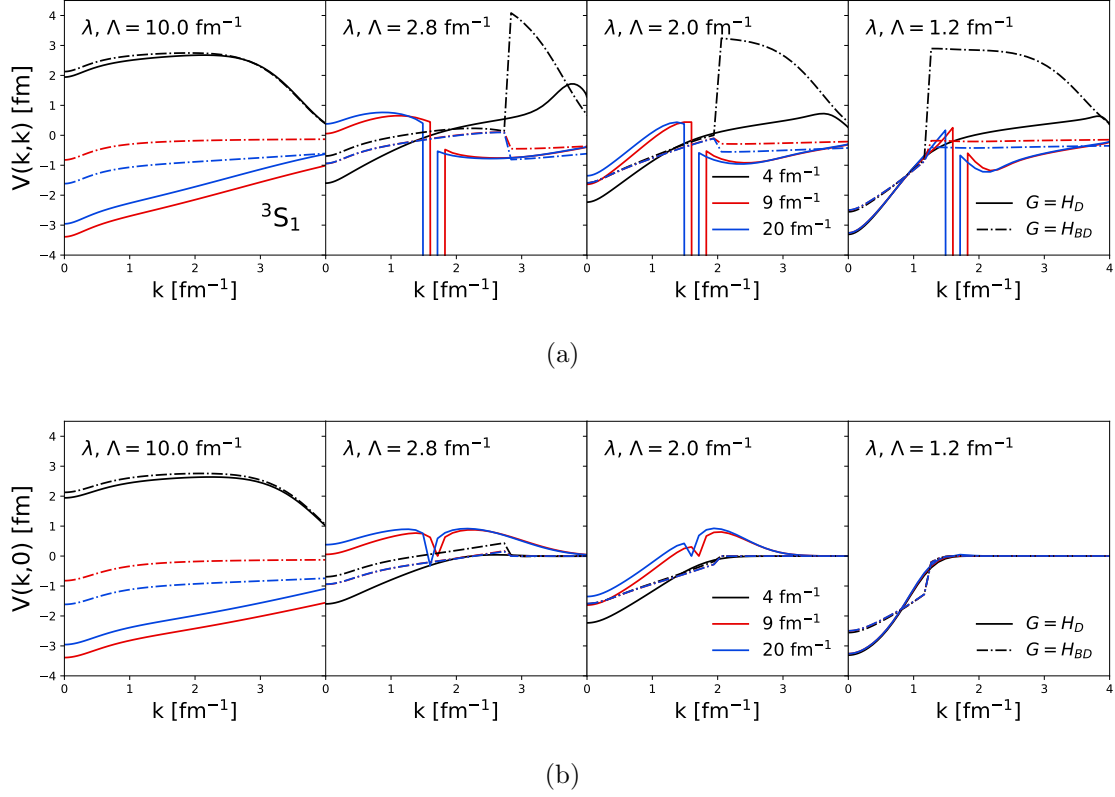 λ, Λ = 10.0 fm⁻¹
λ, Λ = 2.8 fm⁻¹
λ, Λ = 2.0 fm⁻¹
λ, Λ = 1.2 fm⁻¹
V(k,k) [fm]
4
3
2
1
0
−1
−2
−3
−4
³S₁
4 fm⁻¹
9 fm⁻¹
20 fm⁻¹
G = H_D
G = H_BD
0 1 2 3 0 1 2 3 0 1 2 3 0 1 2 3 4
k [fm⁻¹] k [fm⁻¹] k [fm⁻¹] k [fm⁻¹]
(a)
λ, Λ = 10.0 fm⁻¹
λ, Λ = 2.8 fm⁻¹
λ, Λ = 2.0 fm⁻¹
λ, Λ = 1.2 fm⁻¹
V(k,0) [fm]
4
3
2
1
0
−1
−2
−3
−4
4 fm⁻¹
9 fm⁻¹
20 fm⁻¹
G = H_D
G = H_BD
0 1 2 3 0 1 2 3 0 1 2 3 0 1 2 3 4
k [fm⁻¹] k [fm⁻¹] k [fm⁻¹] k [fm⁻¹]
(b)